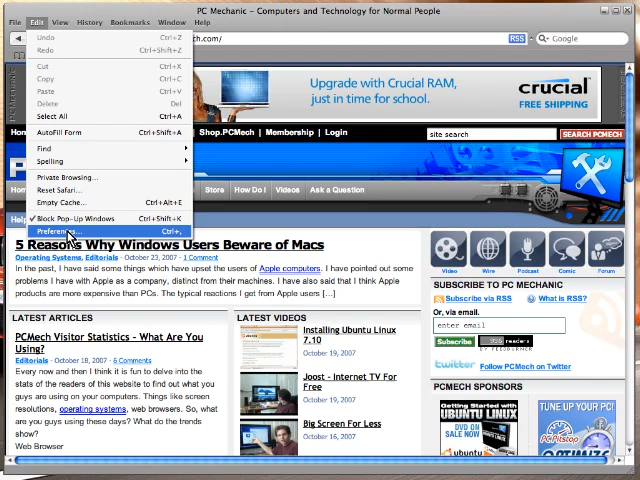 PC Mechanic - Computers and Technology for Normal People
File Edit View History Bookmarks Window Help
ch.com/
RSS
Google
Undo Ctrl+Z
Redo Ctrl+Shift+Z
Cut Ctrl+X
Copy Ctrl+C
Paste Ctrl+V
Delete Del
Select All Ctrl+A
AutoFill Form Ctrl+Shift+A
Find
Spelling
Private Browsing...
Reset Safari...
Empty Cache... Ctrl+Alt+E
Block Pop-Up Windows Ctrl+Shift+K
Ctrl+,
Upgrade with Crucial RAM,
just in time for school.
crucial
FREE SHIPPING
Shop.PCMech | Membership | Login
site search
SEARCH PCMECH
Store How Do I Videos Ask a Question
5 Reasons Why Windows Users Beware of Macs
Operating Systems, Editorials - October 23, 2007 - 1 Comment
In the past, I have said some things which have upset the users of Apple computers. I have pointed out some
problems I have with Apple as a company, distinct from their machines. I have also said that I think Apple
products are more expensive than PCs. The typical reactions I get from Apple users [...]
LATEST ARTICLES
PCMech Visitor Statistics - What Are You
Using?
Editorials - October 18, 2007 - 6 Comments
Every now and then I think it is fun to delve into the
stats of the readers of this website to find out what you
guys are using on your computers. Things like screen
resolutions, operating systems, web browsers. So, what
are you guys using these days? What do the trends
show?
Web Browser
LATEST VIDEOS
Installing Ubuntu Linux
7.10
October 19, 2007
Joost - Internet TV For
Free
October 19, 2007
Big Screen For Less
October 16, 2007
Video Wire Podcast Comic Forum
SUBSCRIBE TO PC MECHANIC
Subscribe via RSS What is RSS?
Or, via email.
enter email
Subscribe
readers
BY FEEDBURNER
twitter Follow PCMech on Twitter
PCMECH SPONSORS
Getting Started with
UBUNTU LINUX
DVD ON
SALE
NOW
TUNE UP
YOUR PC
PC Pitstop
Optimize